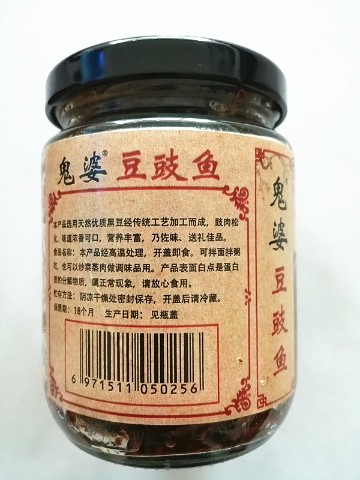 鬼婆® 豆豉鱼
本产品选用天然优质黑豆经传统工艺加工而成，豉肉松
化，味道浓香可口，营养丰富，乃佐味、送礼佳品。
食用方法：本产品经高温处理，开盖即食。可拌面拌粥
吃，也可以炒菜蒸肉做调味品用。产品表面白点是蛋白
质的分解物质，属正常现象，请放心食用。
贮存方法：阴凉干燥处密封保存，开盖后请冷藏。
保质期：18个月 生产日期：见瓶盖
6 971511 050256
鬼婆豆豉鱼